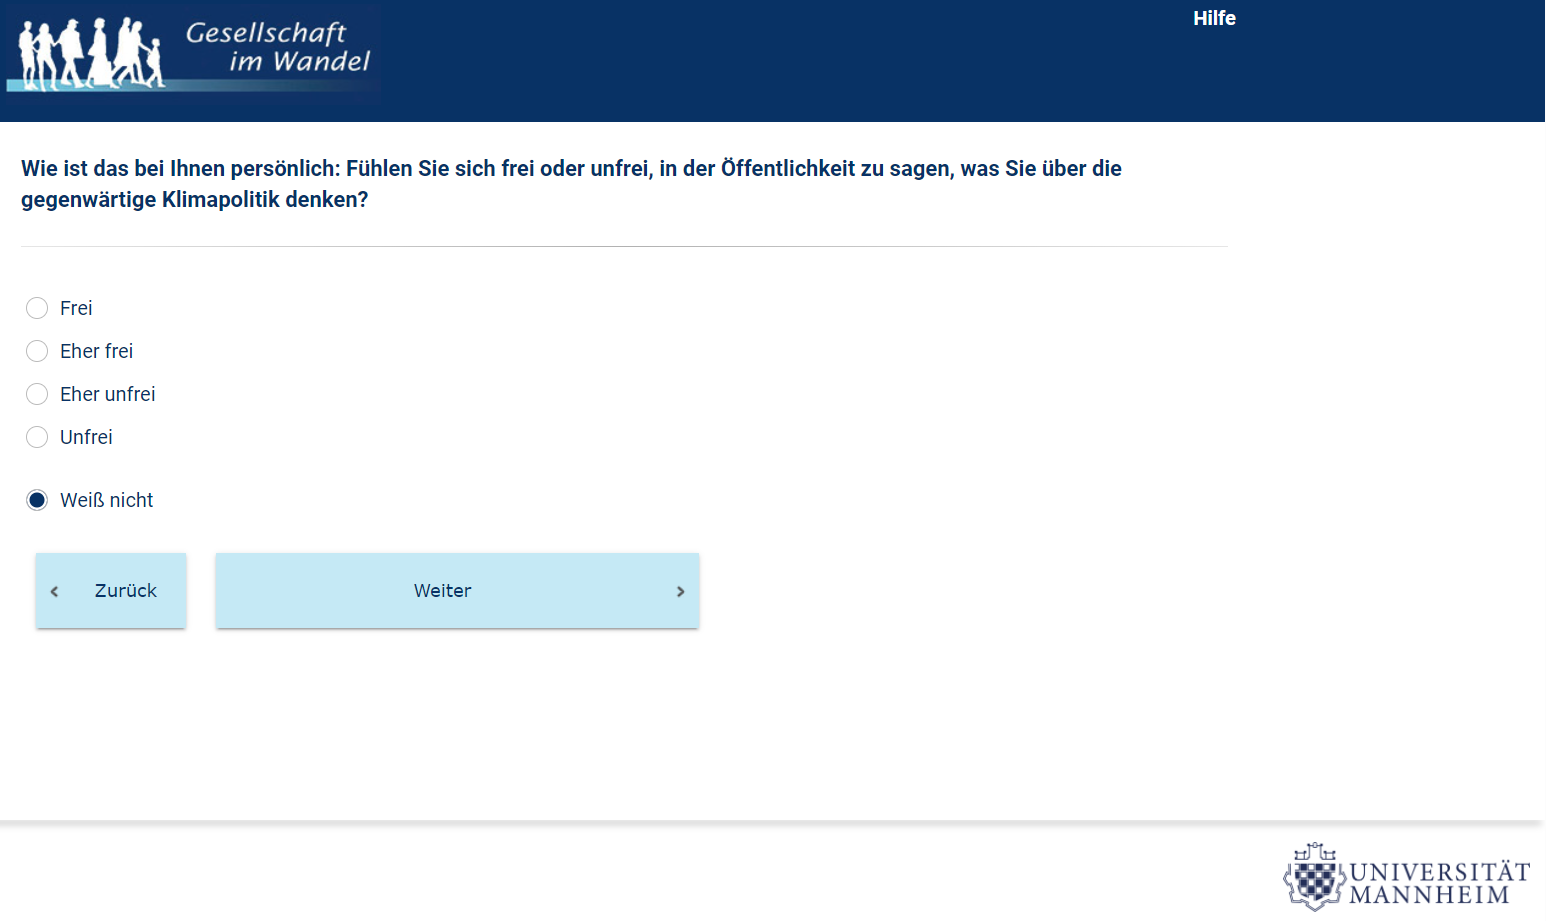 Gesellschaft
im Wandel
Hilfe
Wie ist das bei Ihnen persönlich: Fühlen Sie sich frei oder unfrei, in der Öffentlichkeit zu sagen, was Sie über die
gegenwärtige Klimapolitik denken?
Frei
Eher frei
Eher unfrei
Unfrei
Weiß nicht
Zurück
Weiter
UNIVERSITÄT
MANNHEIM